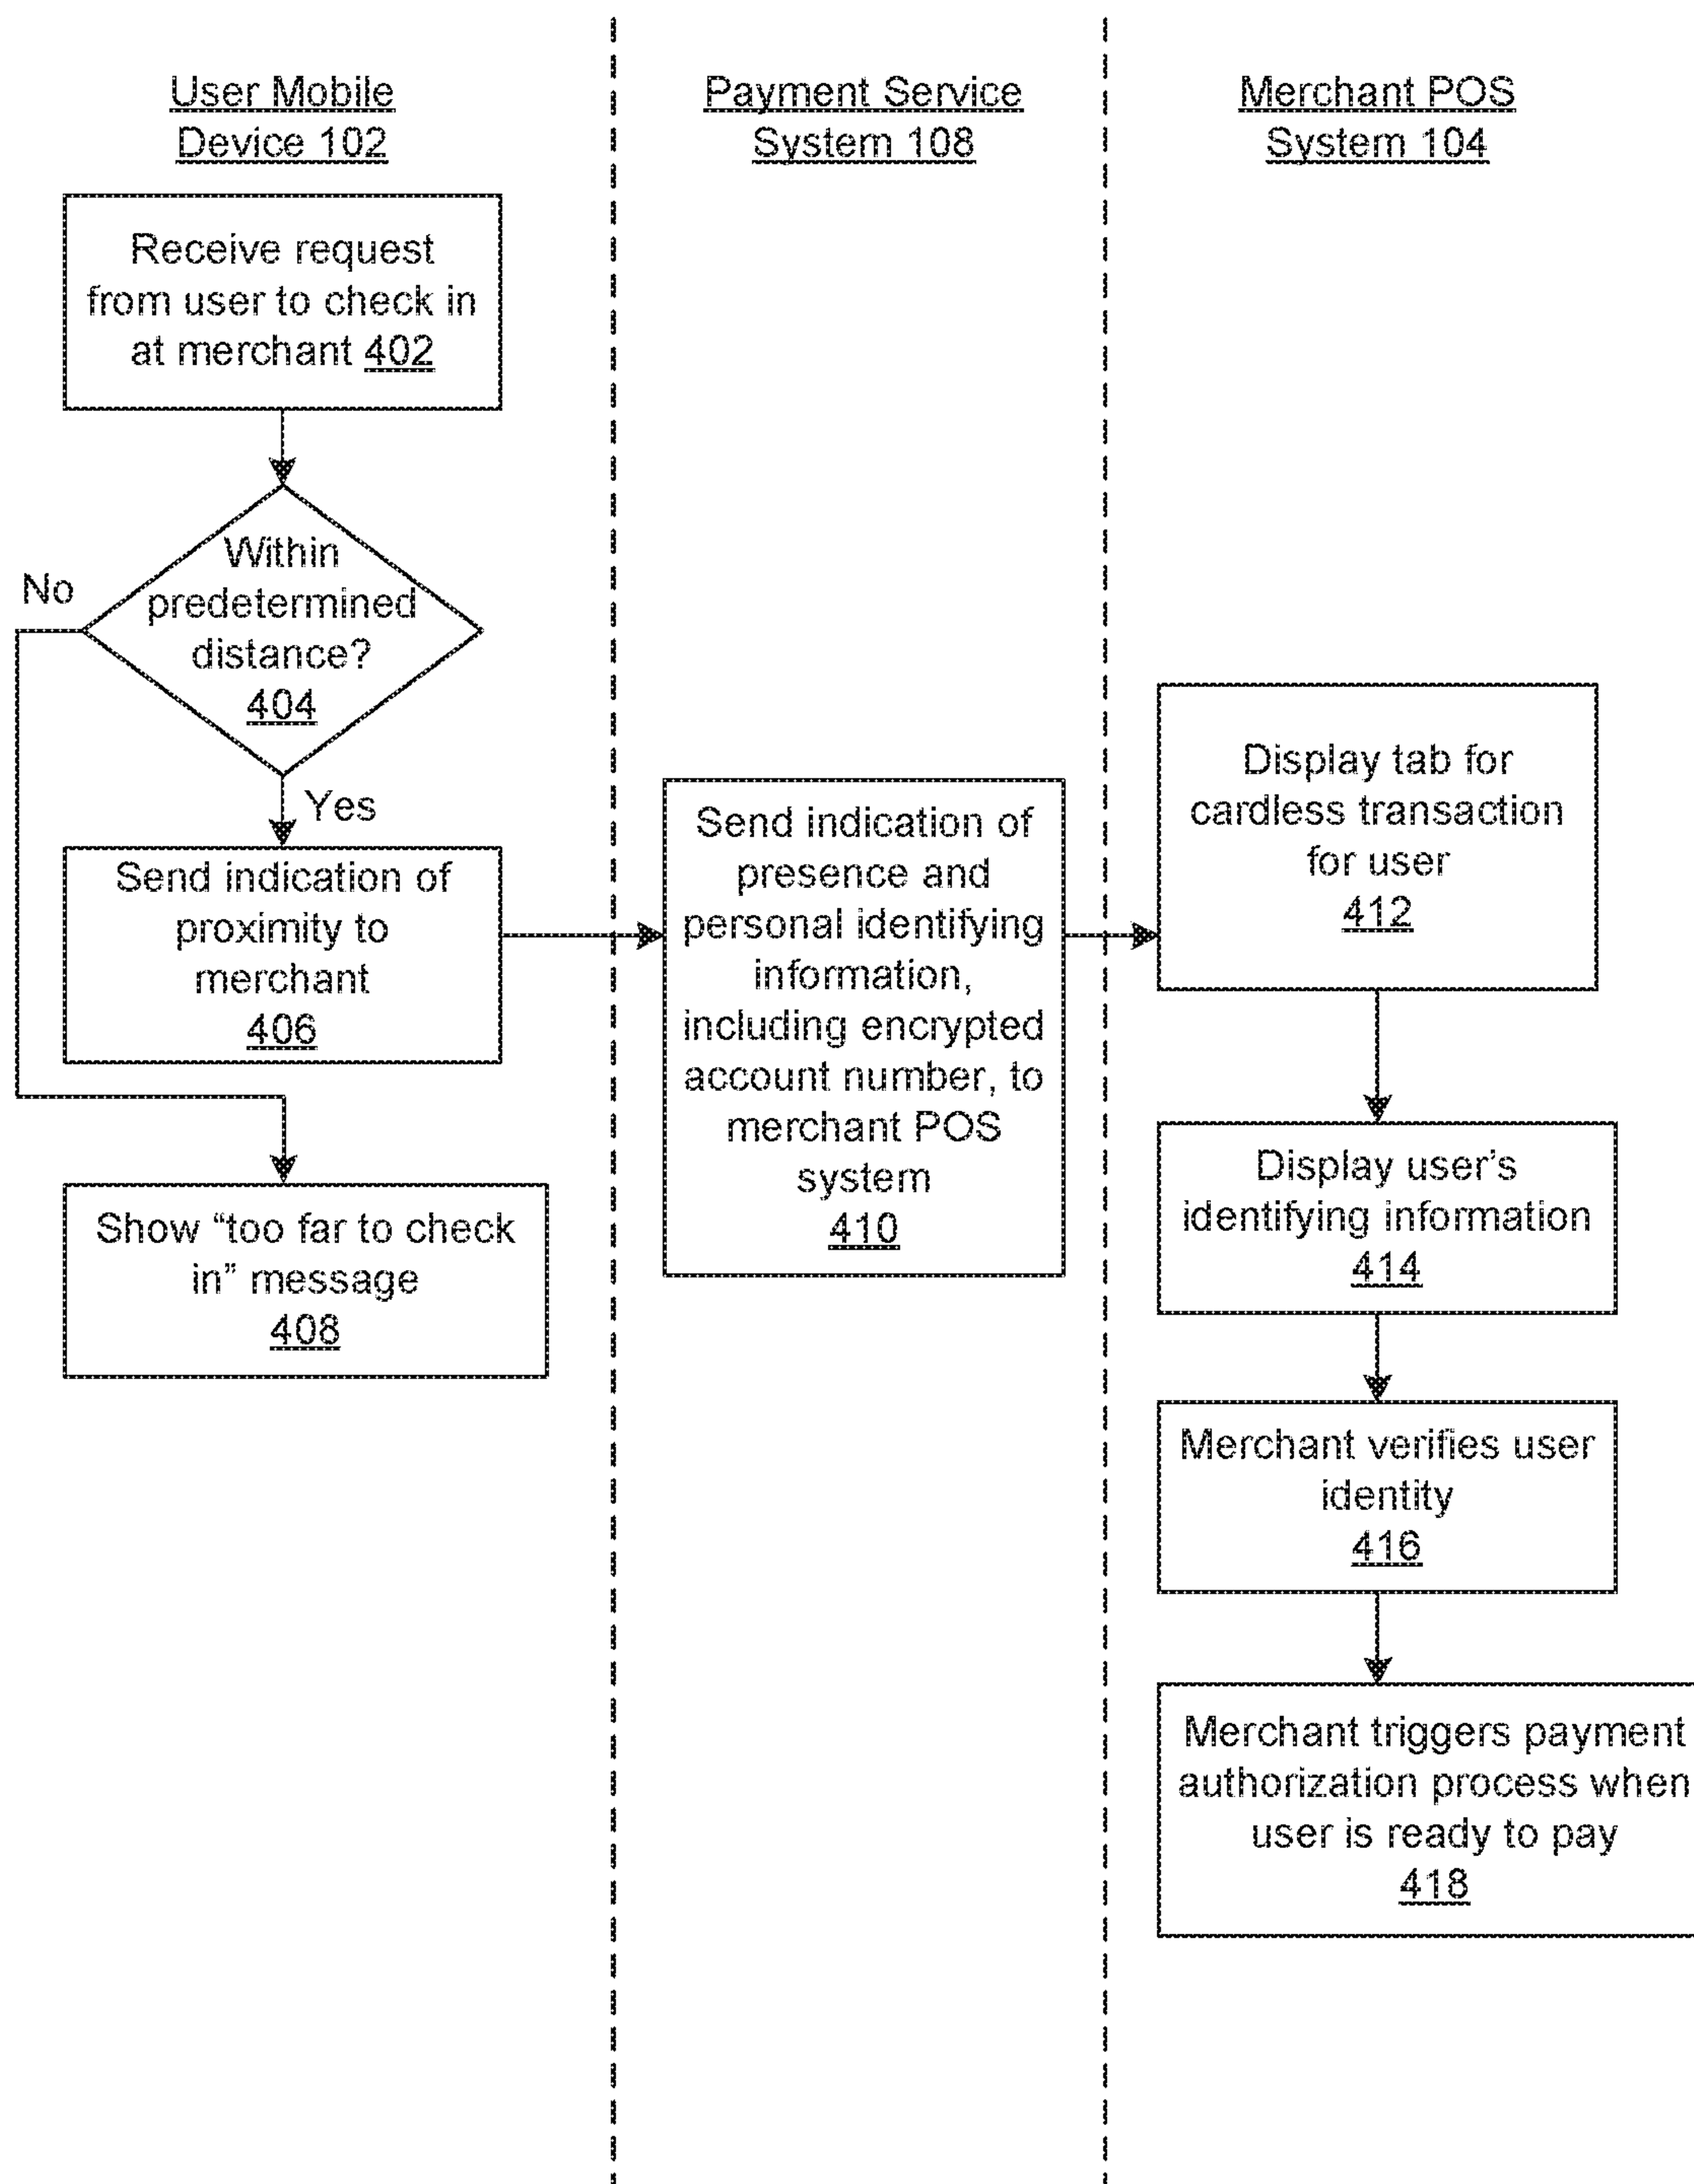 User Mobile
Device 102
Payment Service
System 108
Merchant POS
System 104
Receive request
from user to check in
at merchant 402
Within
predetermined
distance?
404
No
Yes
Send indication of
proximity to
merchant
406
Show “too far to check
in” message
408
Send indication of
presence and
personal identifying
information,
including encrypted
account number, to
merchant POS
system
410
Display tab for
cardless transaction
for user
412
Display user’s
identifying information
414
Merchant verifies user
identity
416
Merchant triggers payment
authorization process when
user is ready to pay
418